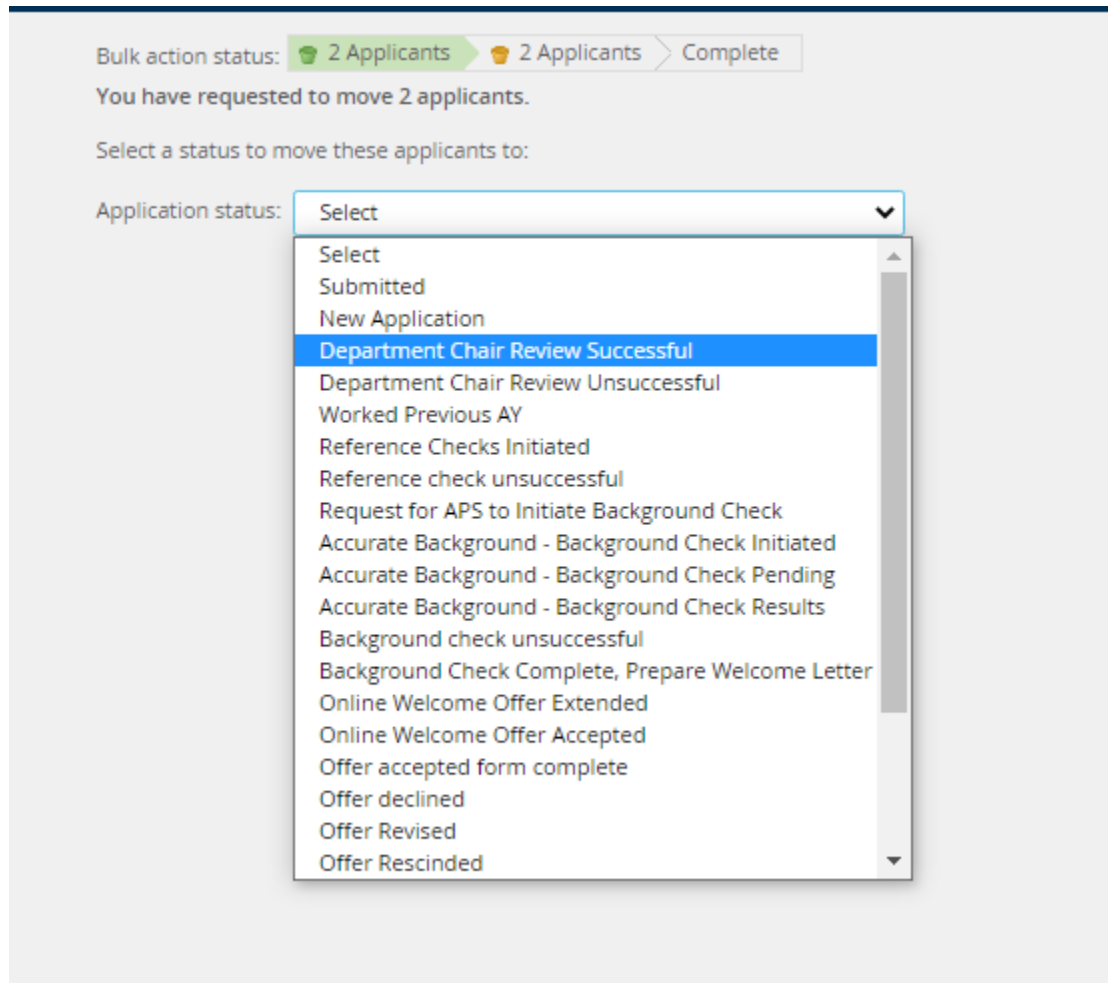 Bulk action status: 2 Applicants 2 Applicants Complete
You have requested to move 2 applicants.
Select a status to move these applicants to:
Application status: Select
Select
Submitted
New Application
Department Chair Review Successful
Department Chair Review Unsuccessful
Worked Previous AY
Reference Checks Initiated
Reference check unsuccessful
Request for APS to Initiate Background Check
Accurate Background - Background Check Initiated
Accurate Background - Background Check Pending
Accurate Background - Background Check Results
Background check unsuccessful
Background Check Complete, Prepare Welcome Letter
Online Welcome Offer Extended
Online Welcome Offer Accepted
Offer accepted form complete
Offer declined
Offer Revised
Offer Rescinded